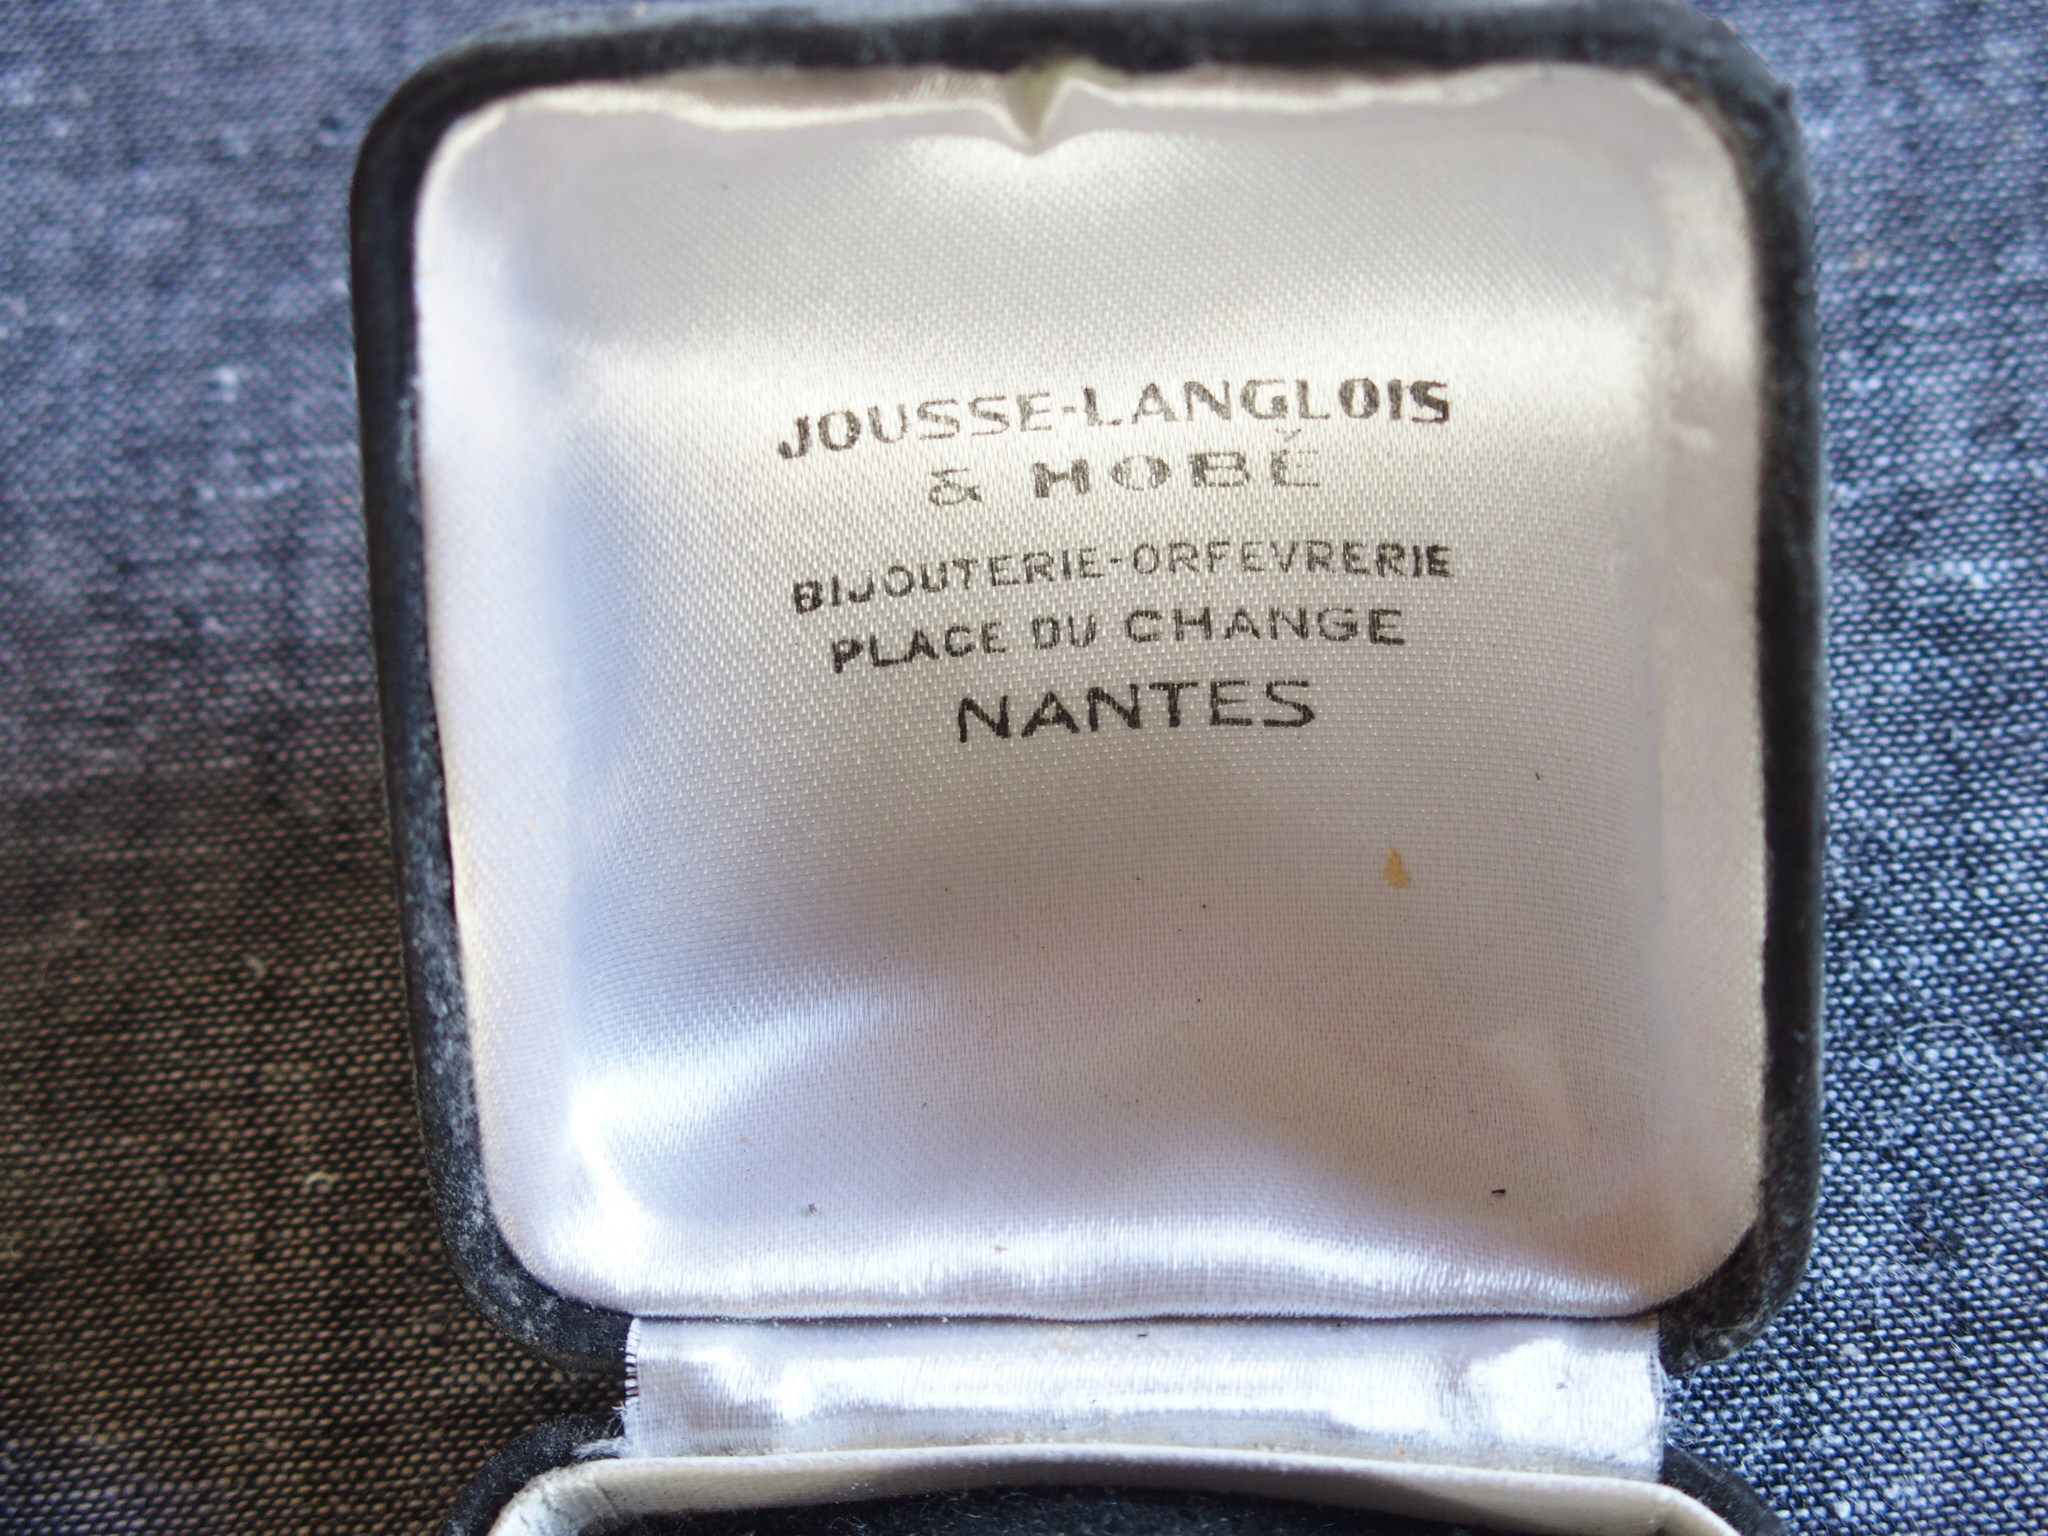 JOUSSE-LANGLOIS
& HOBÉ
BIJOUTERIE-ORFEVRERIE
PLACE DU CHANGE
NANTES